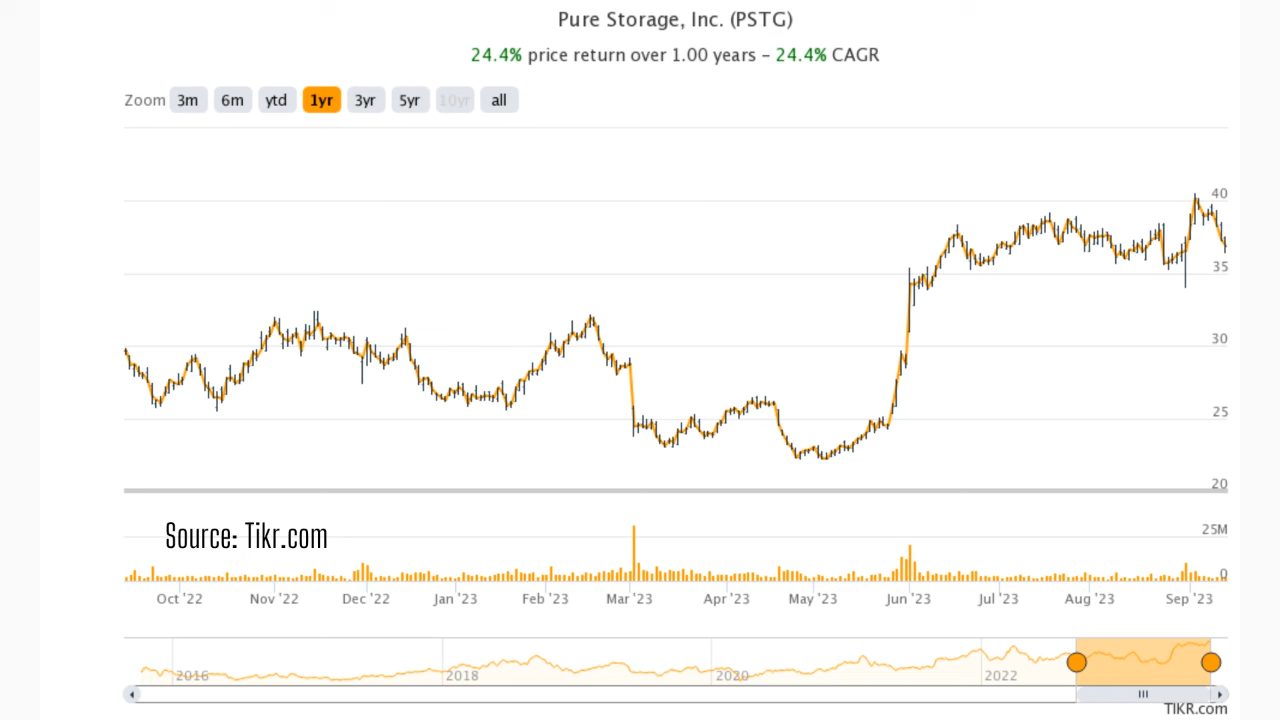 Pure Storage, Inc. (PSTG)
24.4% price return over 1.00 years – 24.4% CAGR
Zoom 3m 6m ytd 1yr 3yr 5yr 10yr all
40
35
30
25
20
Source: Tikr.com
25M
0
Oct '22 Nov '22 Dec '22 Jan '23 Feb '23 Mar '23 Apr '23 May '23 Jun '23 Jul '23 Aug '23 Sep '23
2016 2018 2020 2022
TIKR.com